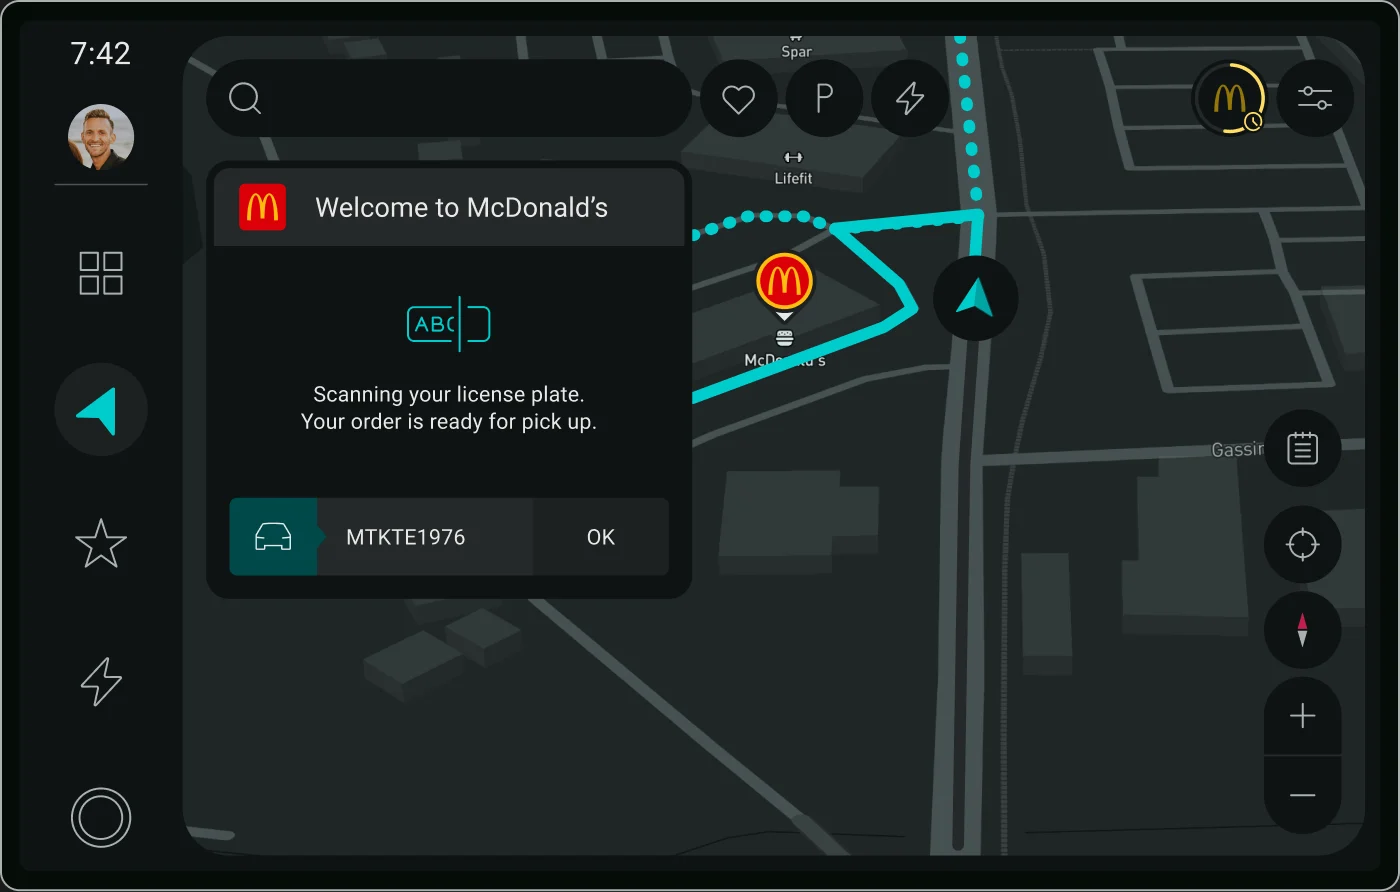 7:42
Spar
P
Lifefit
Welcome to McDonald's
ABC
Scanning your license plate.
Your order is ready for pick up.
McDonald's
Gassin
MTKTE1976
OK